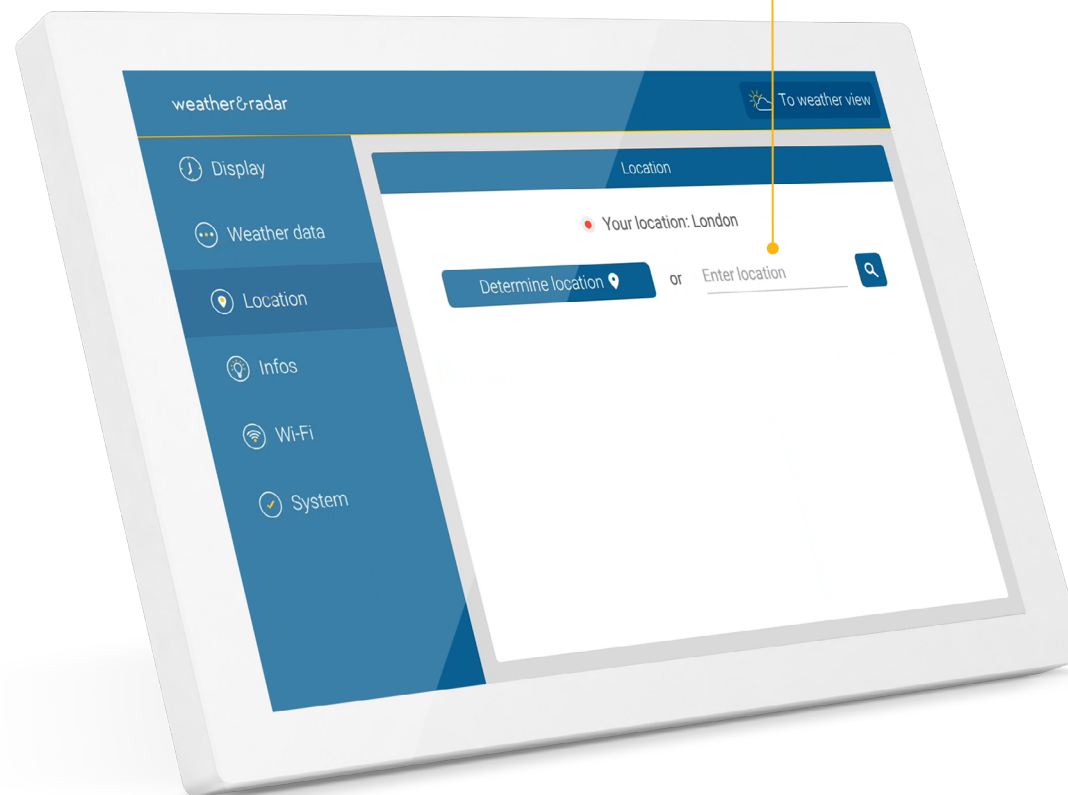 weather&radar
To weather view
Display
Weather data
Location
Infos
Wi-Fi
System
Location
Your location: London
Determine location
or
Enter location